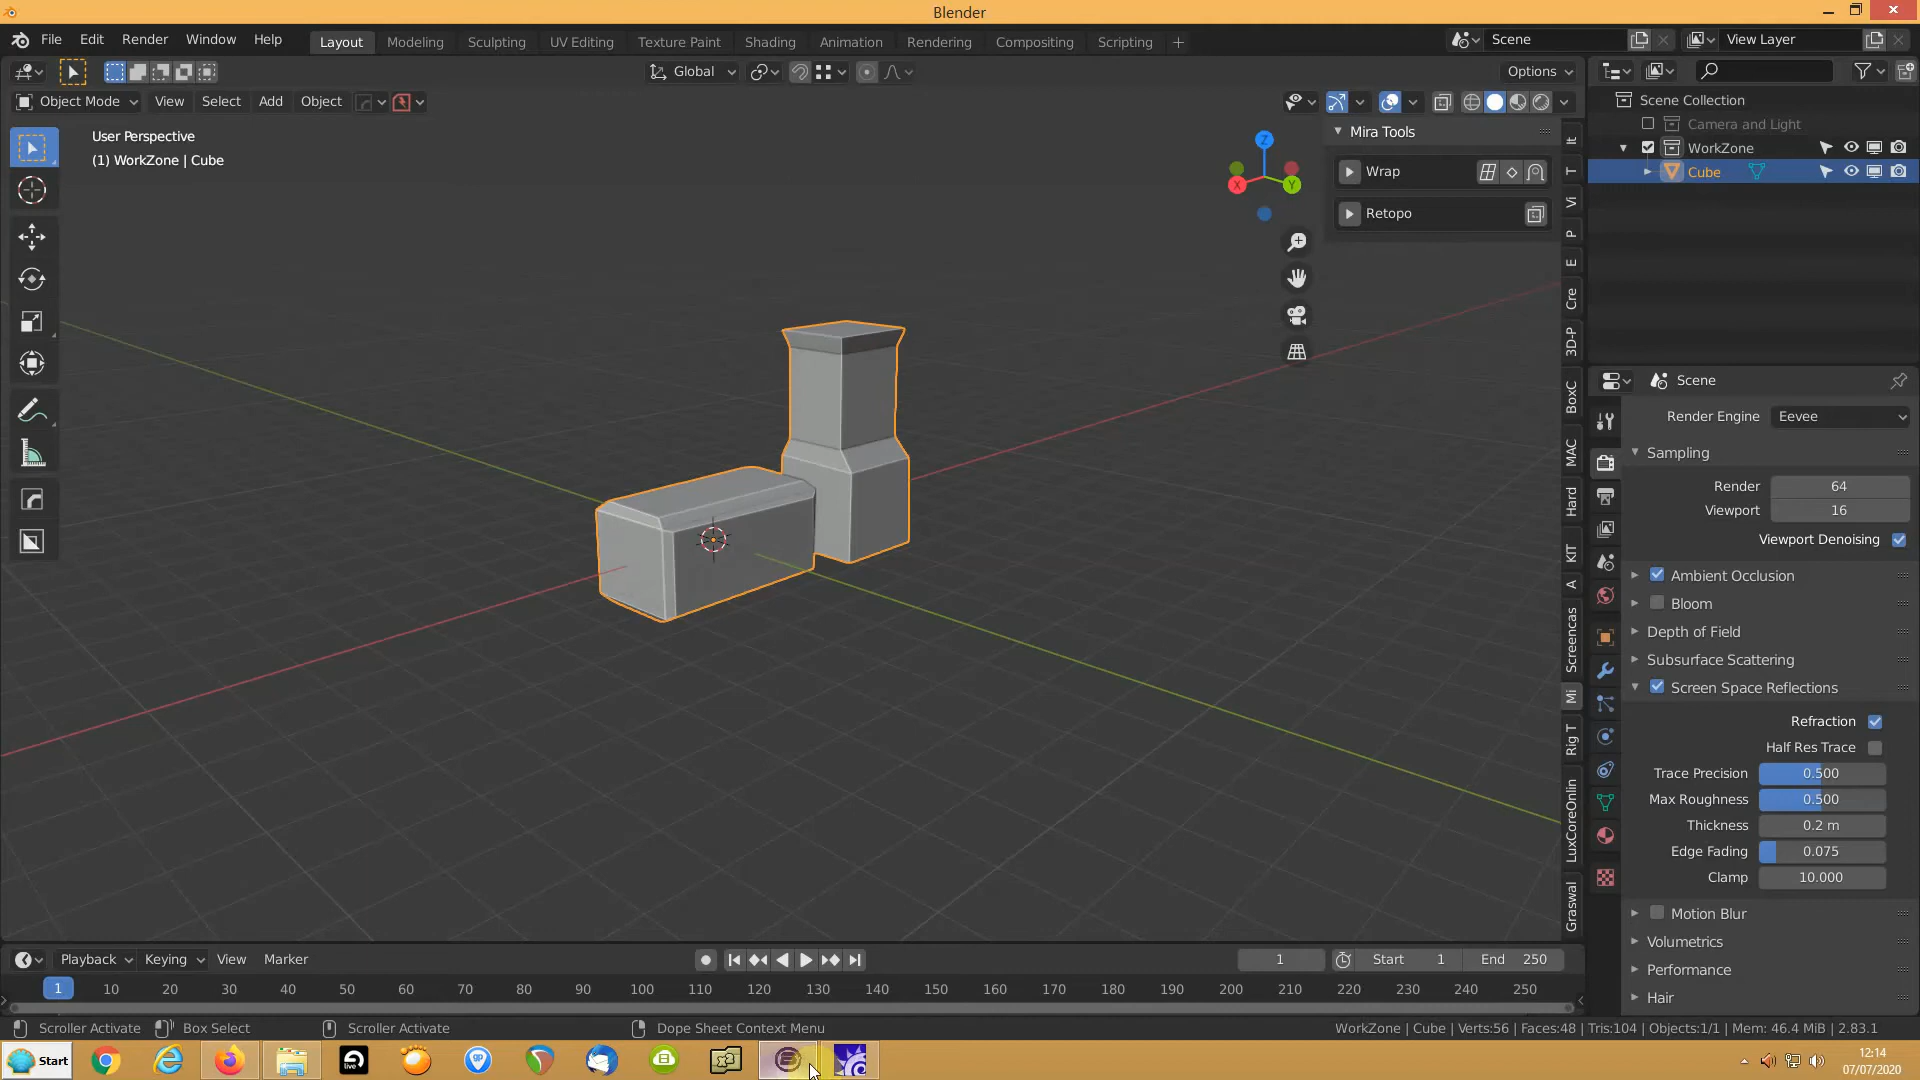 Blender
File Edit Render Window Help
Layout Modeling Sculpting UV Editing Texture Paint Shading Animation Rendering Compositing Scripting
Scene
View Layer
Global
Options
Object Mode View Select Add Object
User Perspective
(1) WorkZone | Cube
Z
X
Y
Mira Tools
Wrap
Retopo
It
T
Vi
P
E
Cre
3D-P
BoxC
MAC
Hard
KIT
A
Screencas
Mi
Rig T
LuxCoreOnlin
Graswal
Scene Collection
Camera and Light
WorkZone
Cube
Scene
Render Engine Eevee
Sampling
Render 64
Viewport 16
Viewport Denoising
Ambient Occlusion
Bloom
Depth of Field
Subsurface Scattering
Screen Space Reflections
Refraction
Half Res Trace
Trace Precision 0.500
Max Roughness 0.500
Thickness 0.2 m
Edge Fading 0.075
Clamp 10.000
Motion Blur
Volumetrics
Performance
Hair
Playback Keying View Marker
1 Start 1 End 250
1 10 20 30 40 50 60 70 80 90 100 110 120 130 140 150 160 170 180 190 200 210 220 230 240 250
Scroller Activate Box Select Scroller Activate Dope Sheet Context Menu
WorkZone | Cube | Verts:56 | Faces:48 | Tris:104 | Objects:1/1 | Mem: 46.4 MiB | 2.83.1
Start
live
gp
12:14
07/07/2020